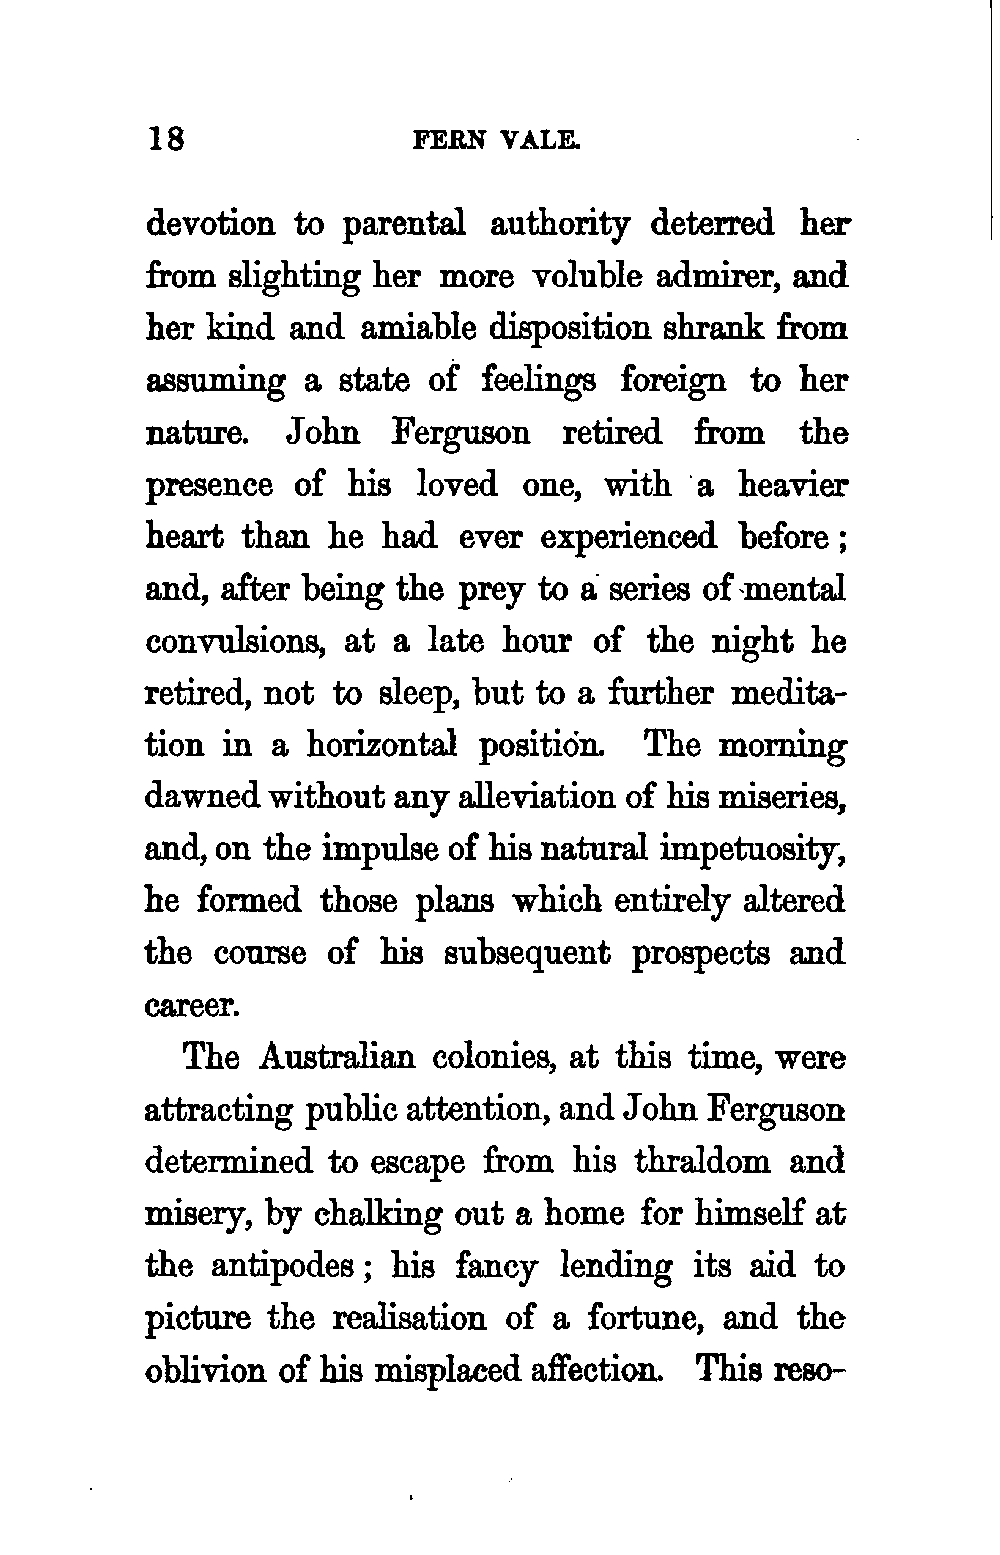 18 FERN VALE.
devotion to parental authority deterred her
from slighting her more voluble admirer, and
her kind and amiable disposition shrank from
assuming a state of feelings foreign to her
nature. John Ferguson retired from the
presence of his loved one, with a heavier
heart than he had ever experienced before ;
and, after being the prey to a series of mental
convulsions, at a late hour of the night he
retired, not to sleep, but to a further medita-
tion in a horizontal position. The morning
dawned without any alleviation of his miseries,
and, on the impulse of his natural impetuosity,
he formed those plans which entirely altered
the course of his subsequent prospects and
career.
The Australian colonies, at this time, were
attracting public attention, and John Ferguson
determined to escape from his thraldom and
misery, by chalking out a home for himself at
the antipodes ; his fancy lending its aid to
picture the realisation of a fortune, and the
oblivion of his misplaced affection. This reso-